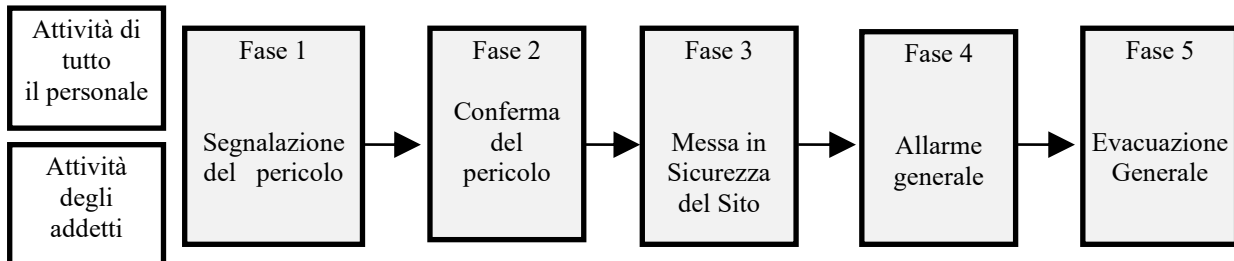 Attività di
tutto
il personale
Attività
degli
addetti
Fase 1
Segnalazione
del pericolo
Fase 2
Conferma
del
pericolo
Fase 3
Messa in
Sicurezza
del Sito
Fase 4
Allarme
generale
Fase 5
Evacuazione
Generale